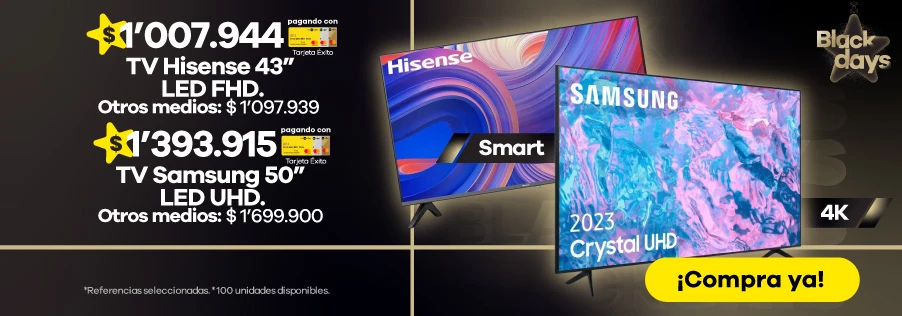 $1'007.944
pagando con
Tarjeta Éxito
TV Hisense 43”
LED FHD.
Otros medios: $ 1'097.939
$1'393.915
pagando con
Tarjeta Éxito
TV Samsung 50”
LED UHD.
Otros medios: $ 1'699.900
*Referencias seleccionadas. *100 unidades disponibles.
Hisense
Smart
SAMSUNG
2023
Crystal UHD
4K
Black
days
¡Compra ya!